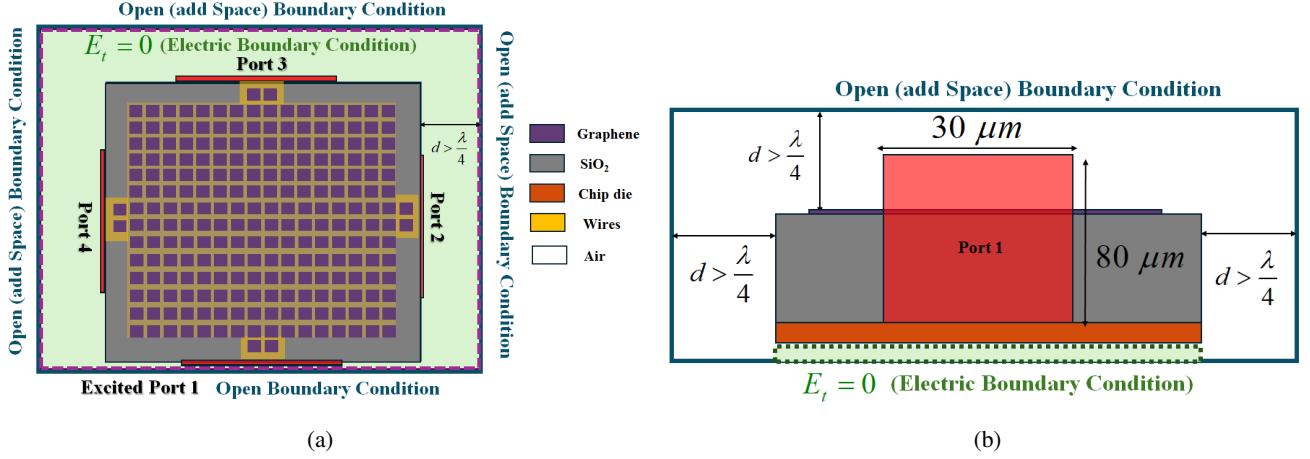 Open (add Space) Boundary Condition
E_t = 0 (Electric Boundary Condition)
Port 3
Open (add Space) Boundary Condition
Port 4
Port 2
d > λ/4
Open (add Space) Boundary Condition
Excited Port 1 Open Boundary Condition
Graphene
SiO₂
Chip die
Wires
Air
(a)
Open (add Space) Boundary Condition
d > λ/4
30 μm
d > λ/4
Port 1
80 μm
d > λ/4
E_t = 0 (Electric Boundary Condition)
(b)